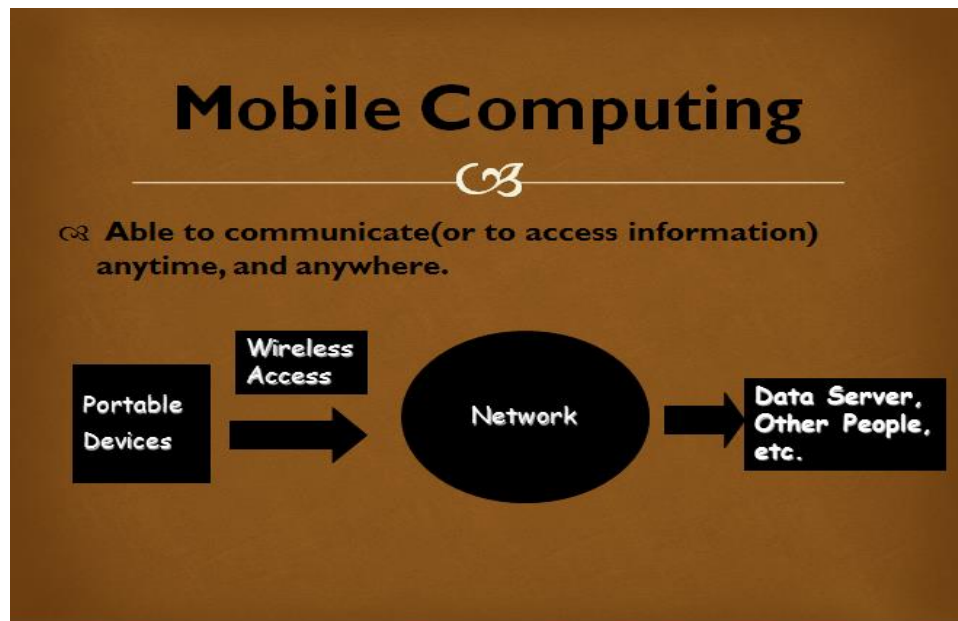 Mobile Computing
Able to communicate(or to access information)
anytime, and anywhere.
Wireless
Access
Portable
Devices
Network
Data Server,
Other People,
etc.